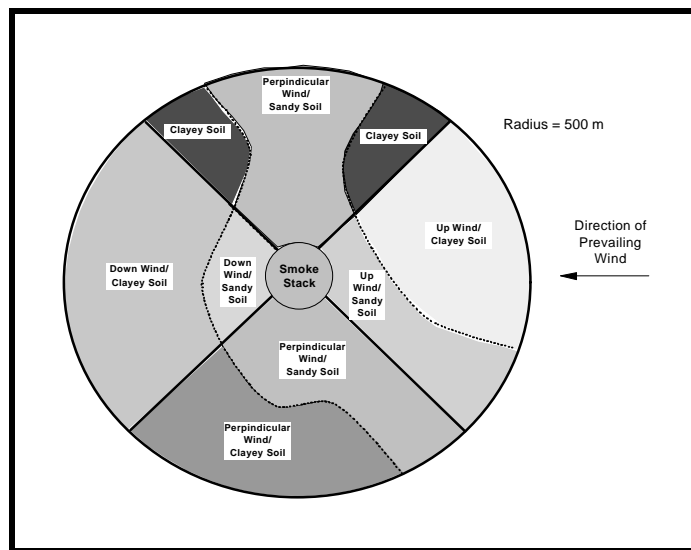 Perpindicular
Wind/
Sandy Soil
Clayey Soil
Clayey Soil
Radius = 500 m
Up Wind/
Clayey Soil
Direction of
Prevailing
Wind
Down Wind/
Clayey Soil
Down
Wind/
Sandy
Soil
Smoke
Stack
Up
Wind/
Sandy
Soil
Perpindicular
Wind/
Sandy Soil
Perpindicular
Wind/
Clayey Soil